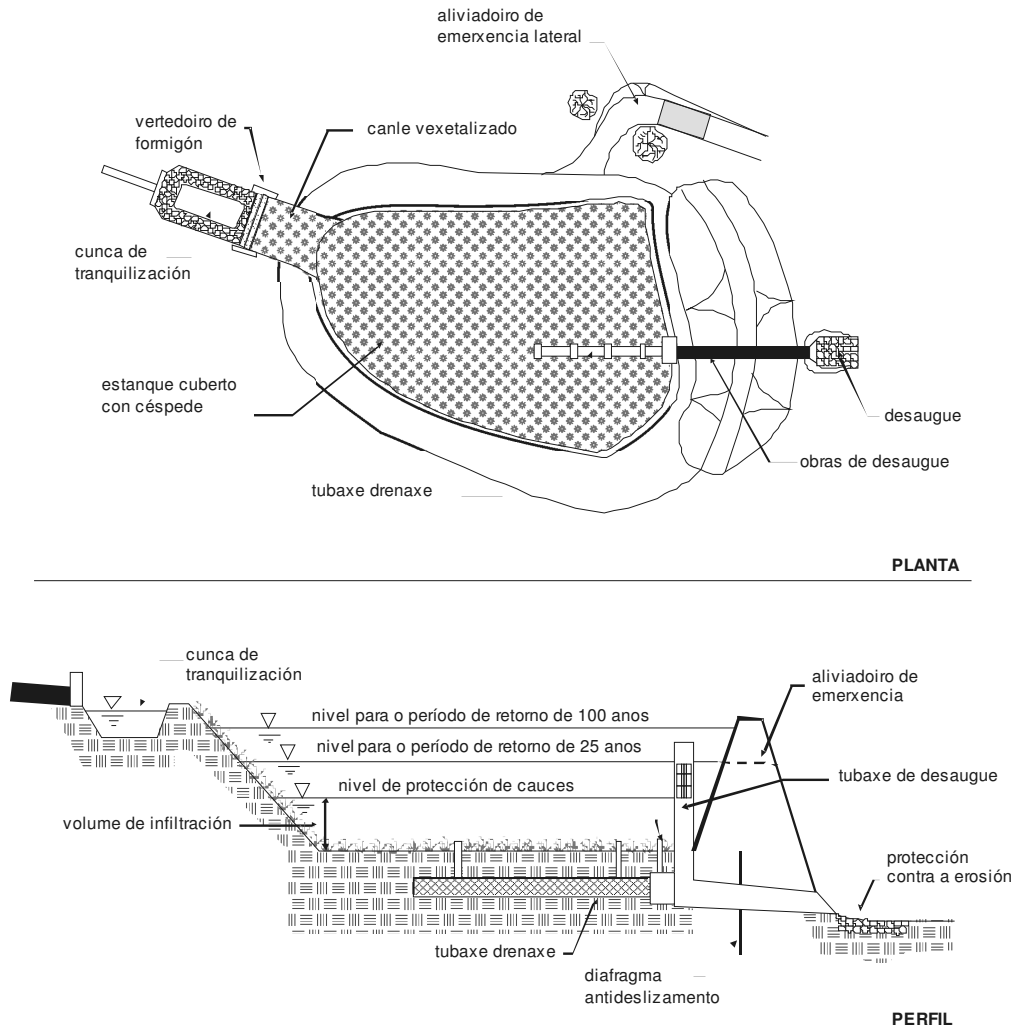 aliviadoiro de
emerxencia lateral
vertedoiro de
formigón
canle vexetalizado
cunca de
tranquilización
estanque cuberto
con céspede
desaugue
obras de desaugue
tubaxe drenaxe
PLANTA
cunca de
tranquilización
aliviadoiro de
emerxencia
nivel para o período de retorno de 100 anos
nivel para o período de retorno de 25 anos
tubaxe de desaugue
nivel de protección de cauces
volume de infiltración
protección
contra a erosión
tubaxe drenaxe
diafragma
antideslizamento
PERFIL